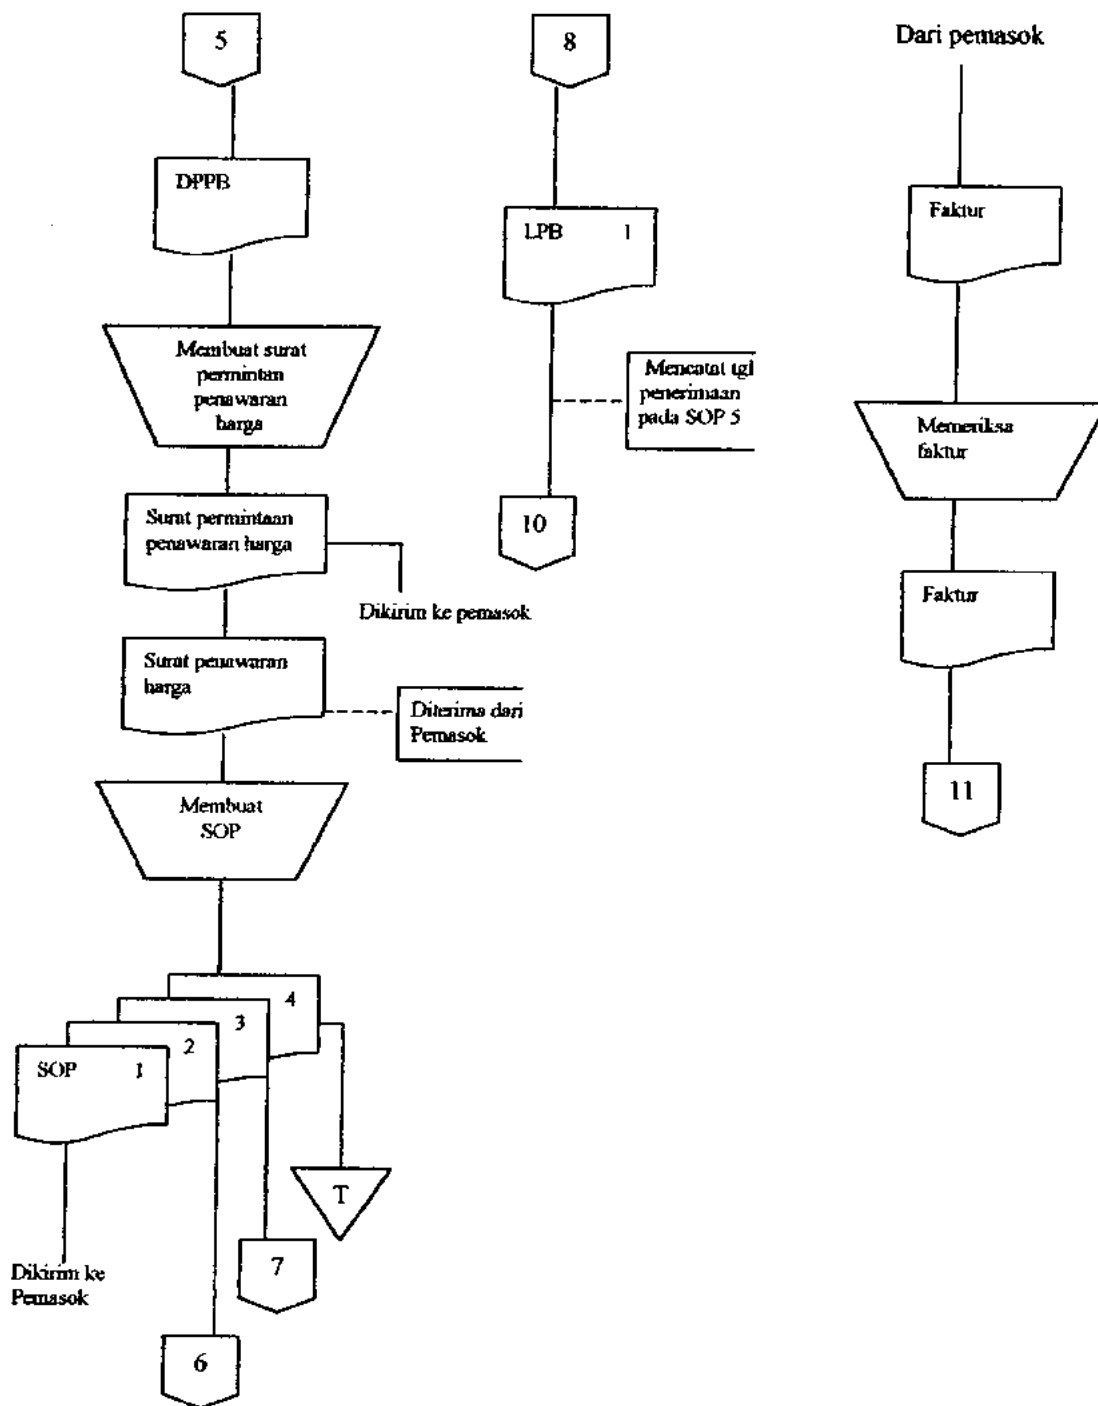 5
DPPB
Membuat surat
permintan
penawaran
harga
Surat permintaan
penawaran harga
Dikirim ke pemasok
Surat penawaran
harga
Diterima dari
Pemasok
Membuat
SOP
4
3
2
SOP 1
T
Dikirim ke
Pemasok
7
6
8
LPB 1
Mencatat tgl
penerimaan
pada SOP 5
10
Dari pemasok
Faktur
Memeriksa
faktur
Faktur
11